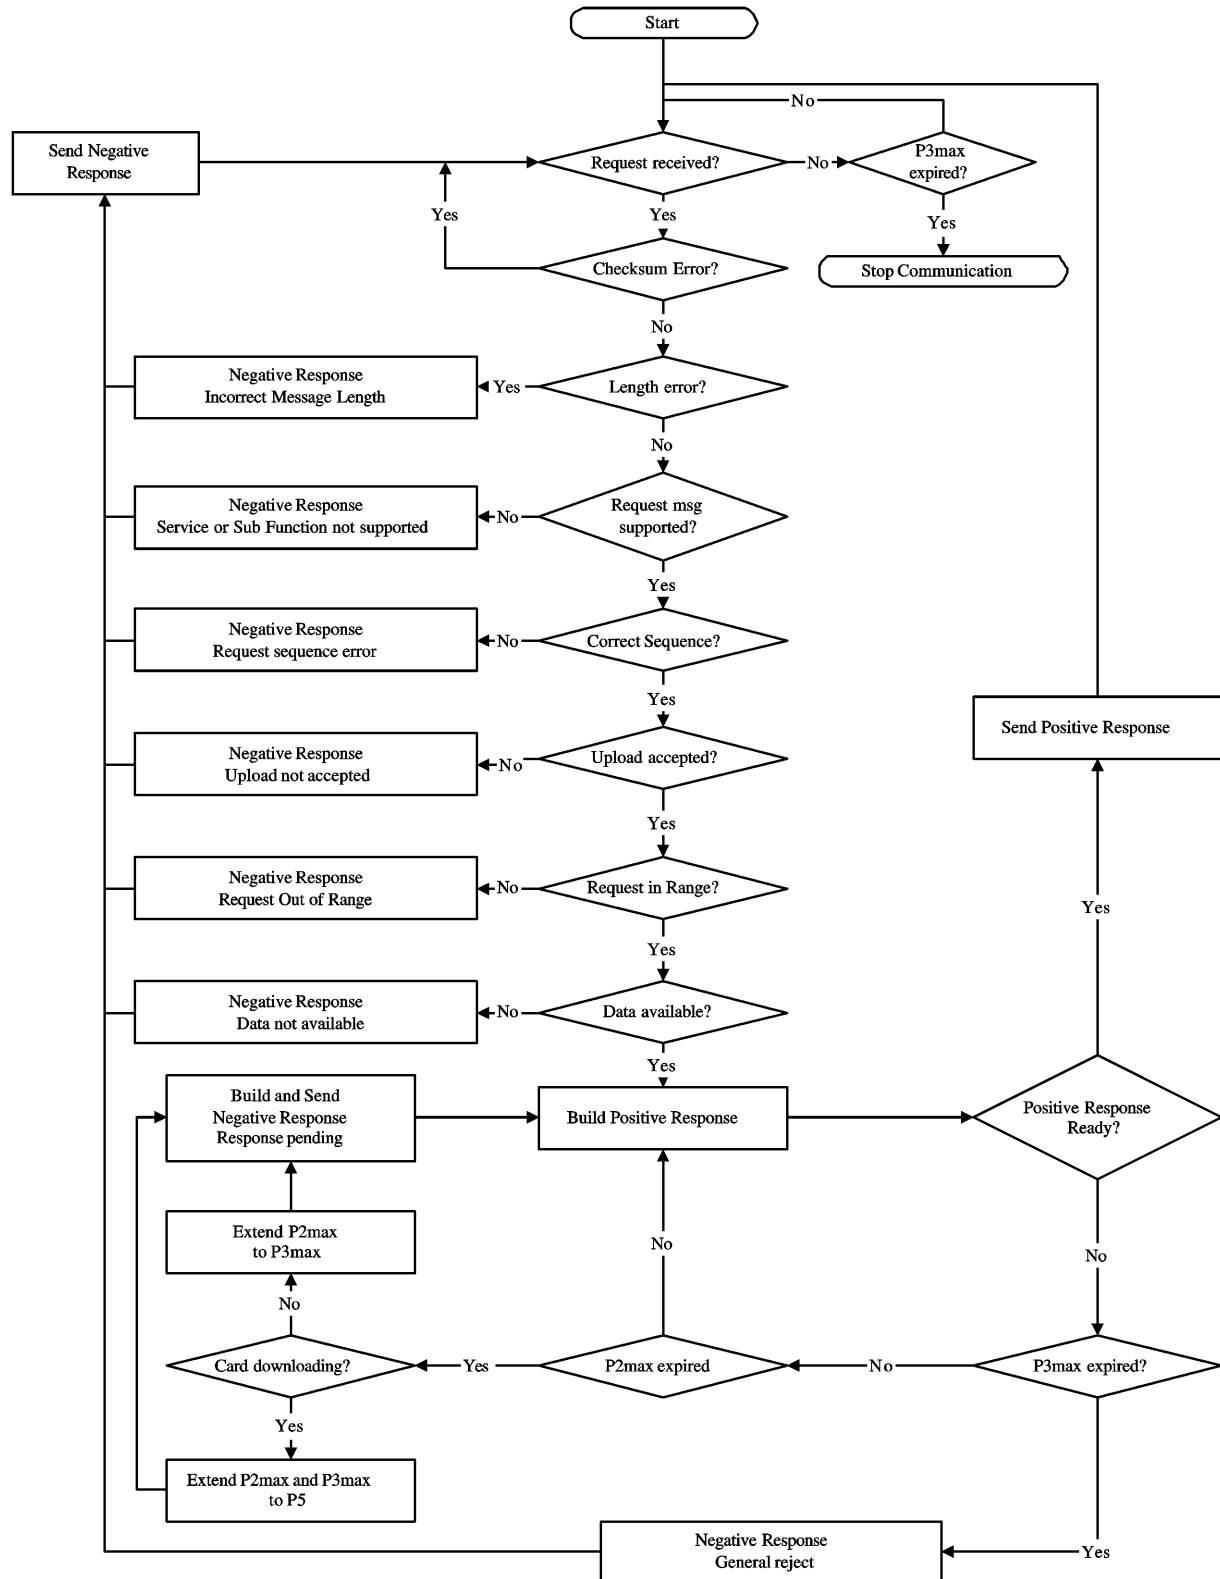 Start
No
Send Negative
Response
Request received?
No
P3max
expired?
Yes
Yes
Yes
Checksum Error?
Stop Communication
No
Negative Response
Incorrect Message Length
Yes
Length error?
No
Negative Response
Service or Sub Function not supported
No
Request msg
supported?
Yes
Negative Response
Request sequence error
No
Correct Sequence?
Yes
Send Positive Response
Negative Response
Upload not accepted
No
Upload accepted?
Yes
Negative Response
Request Out of Range
No
Request in Range?
Yes
Yes
Negative Response
Data not available
No
Data available?
Yes
Build and Send
Negative Response
Response pending
Build Positive Response
Positive Response
Ready?
Extend P2max
to P3max
No
No
No
Card downloading?
Yes
P2max expired
No
P3max expired?
Yes
Extend P2max and P3max
to P5
Negative Response
General reject
Yes